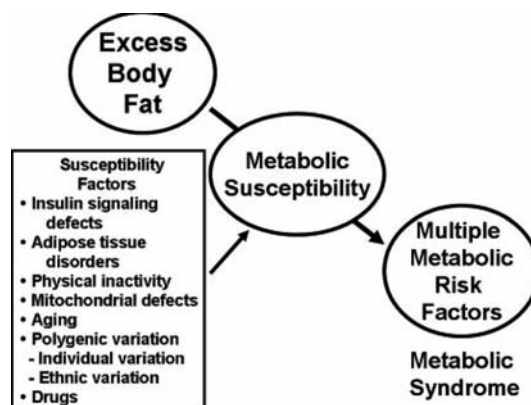 Excess
Body
Fat
Metabolic
Susceptibility
Susceptibility
Factors
• Insulin signaling
defects
• Adipose tissue
disorders
• Physical inactivity
• Mitochondrial defects
• Aging
• Polygenic variation
- Individual variation
- Ethnic variation
• Drugs
Multiple
Metabolic
Risk
Factors
Metabolic
Syndrome